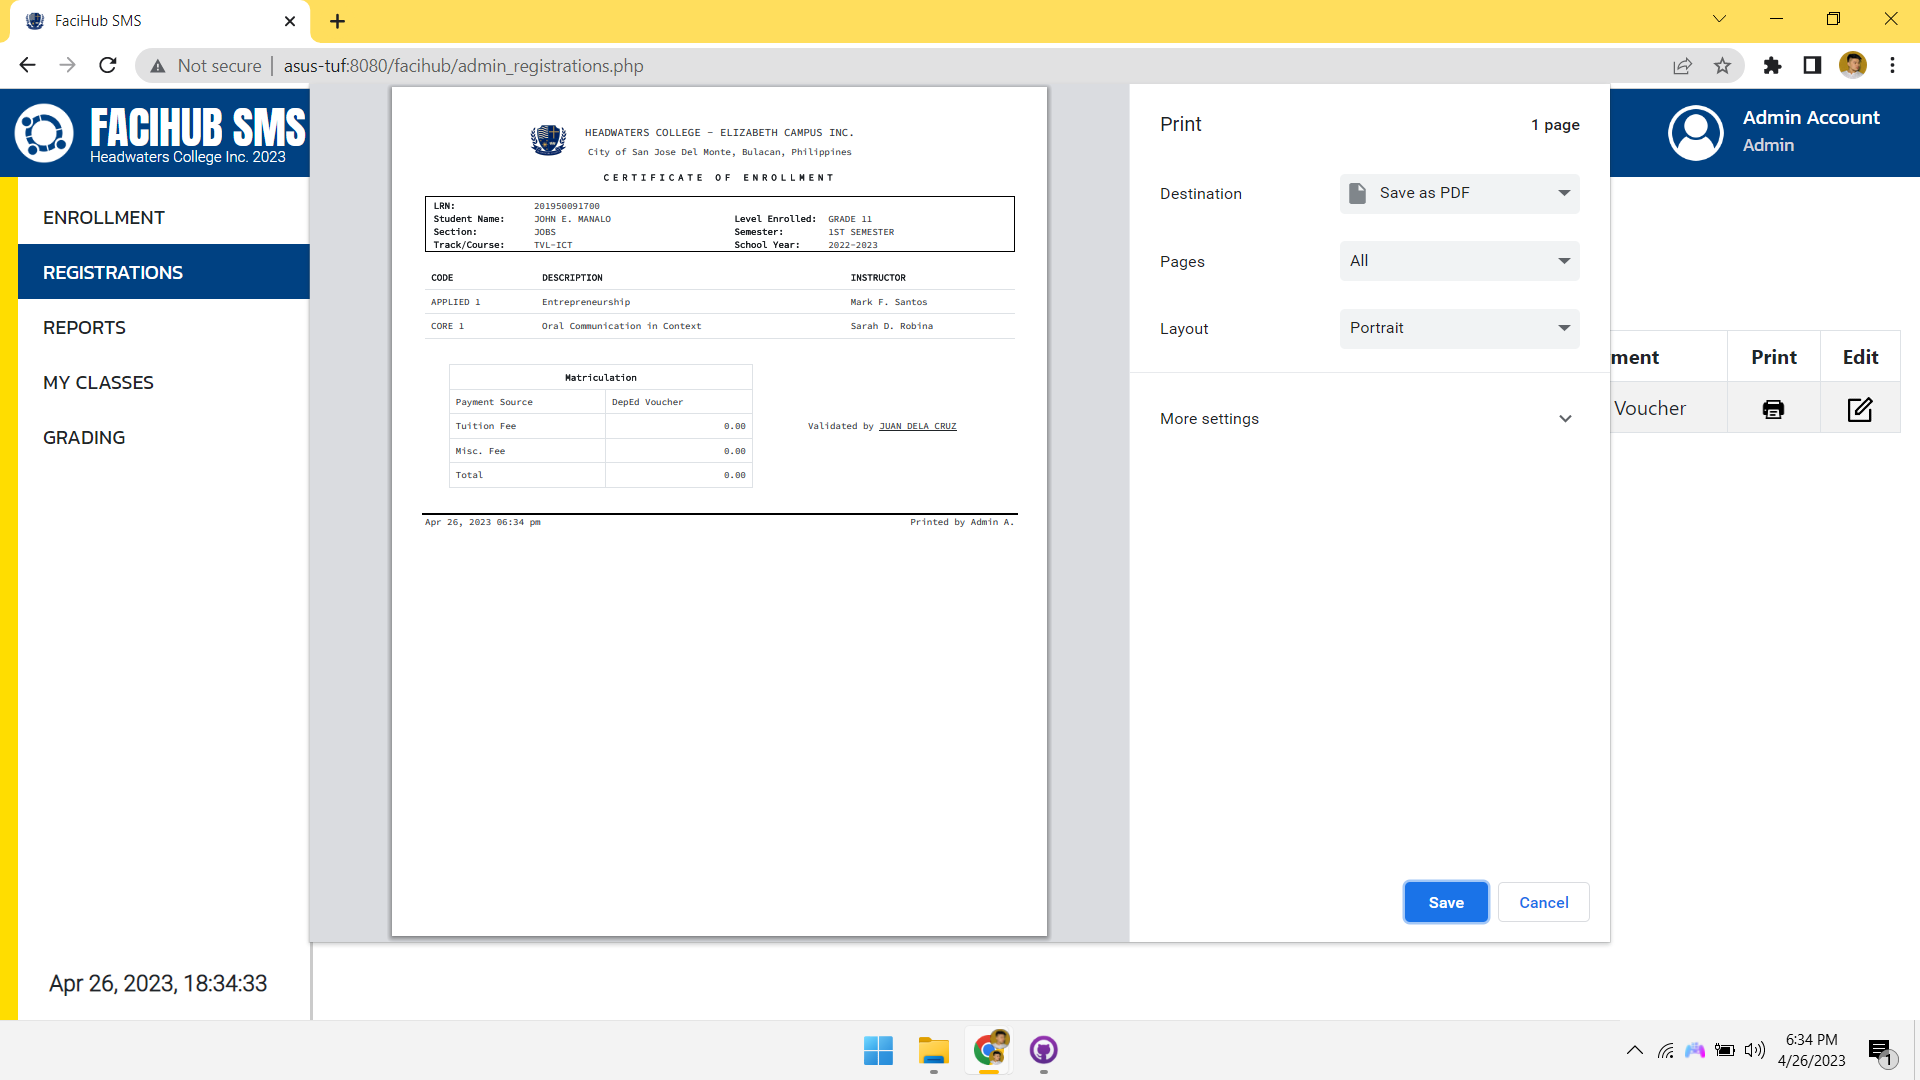 FaciHub SMS
Not secure asus-tuf:8080/facihub/admin_registrations.php
FACIHUB SMS
Headwaters College Inc. 2023
ENROLLMENT
REGISTRATIONS
REPORTS
MY CLASSES
GRADING
Apr 26, 2023, 18:34:33
HEADWATERS COLLEGE - ELIZABETH CAMPUS INC.
City of San Jose Del Monte, Bulacan, Philippines
CERTIFICATE OF ENROLLMENT
LRN: 201950091700
Student Name: JOHN E. MANALO Level Enrolled: GRADE 11
Section: JOBS Semester: 1ST SEMESTER
Track/Course: TVL-ICT School Year: 2022-2023
CODE DESCRIPTION INSTRUCTOR
APPLIED 1 Entrepreneurship Mark F. Santos
CORE 1 Oral Communication in Context Sarah D. Robina
Matriculation
Payment Source DepEd Voucher
Tuition Fee 0.00
Misc. Fee 0.00
Total 0.00
Validated by JUAN DELA CRUZ
Apr 26, 2023 06:34 pm Printed by Admin A.
Print 1 page
Destination Save as PDF
Pages All
Layout Portrait
More settings
Save Cancel
Admin Account
Admin
ment Print Edit
Voucher
6:34 PM
4/26/2023
1